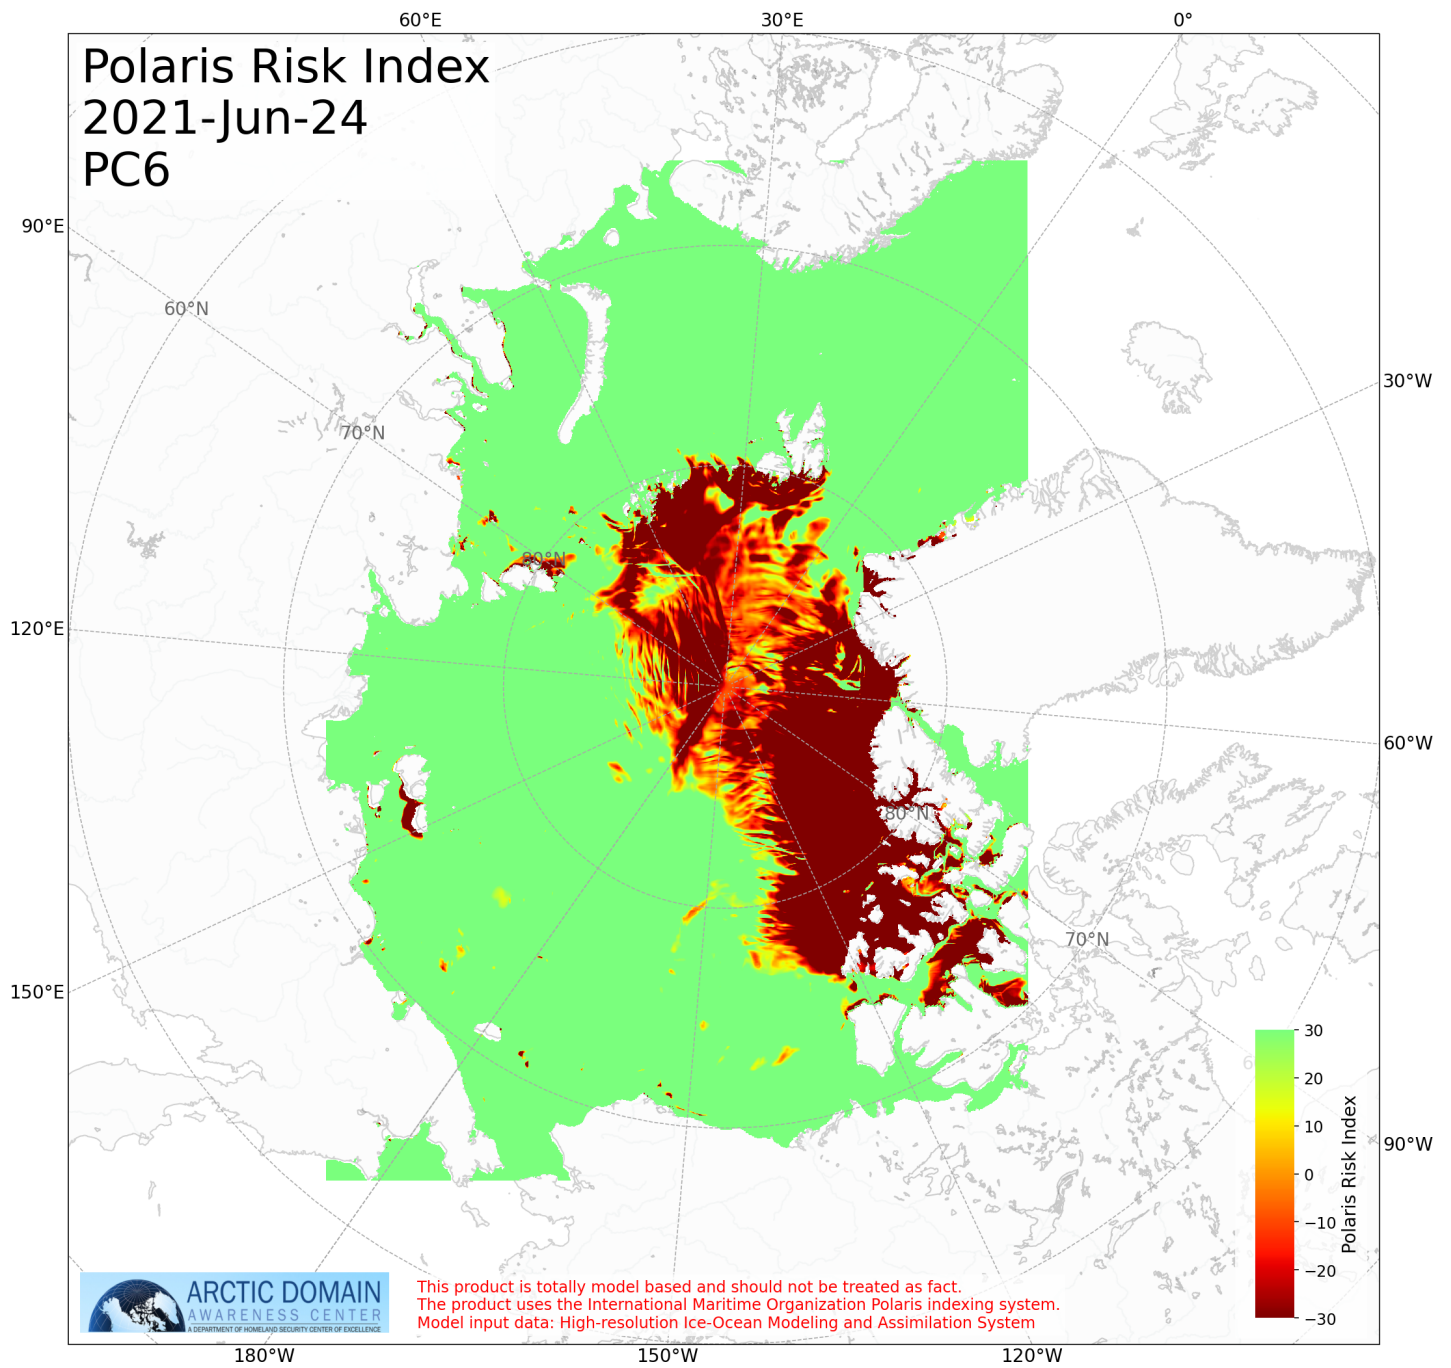 60°E
30°E
0°
Polaris Risk Index
2021-Jun-24
PC6
90°E
60°N
30°W
70°N
80°N
120°E
60°W
80°N
70°N
150°E
30
20
10
0
−10
−20
−30
Polaris Risk Index
90°W
ARCTIC DOMAIN
AWARENESS CENTER
A DEPARTMENT OF HOMELAND SECURITY CENTER OF EXCELLENCE
This product is totally model based and should not be treated as fact.
The product uses the International Maritime Organization Polaris indexing system.
Model input data: High-resolution Ice-Ocean Modeling and Assimilation System
180°W
150°W
120°W